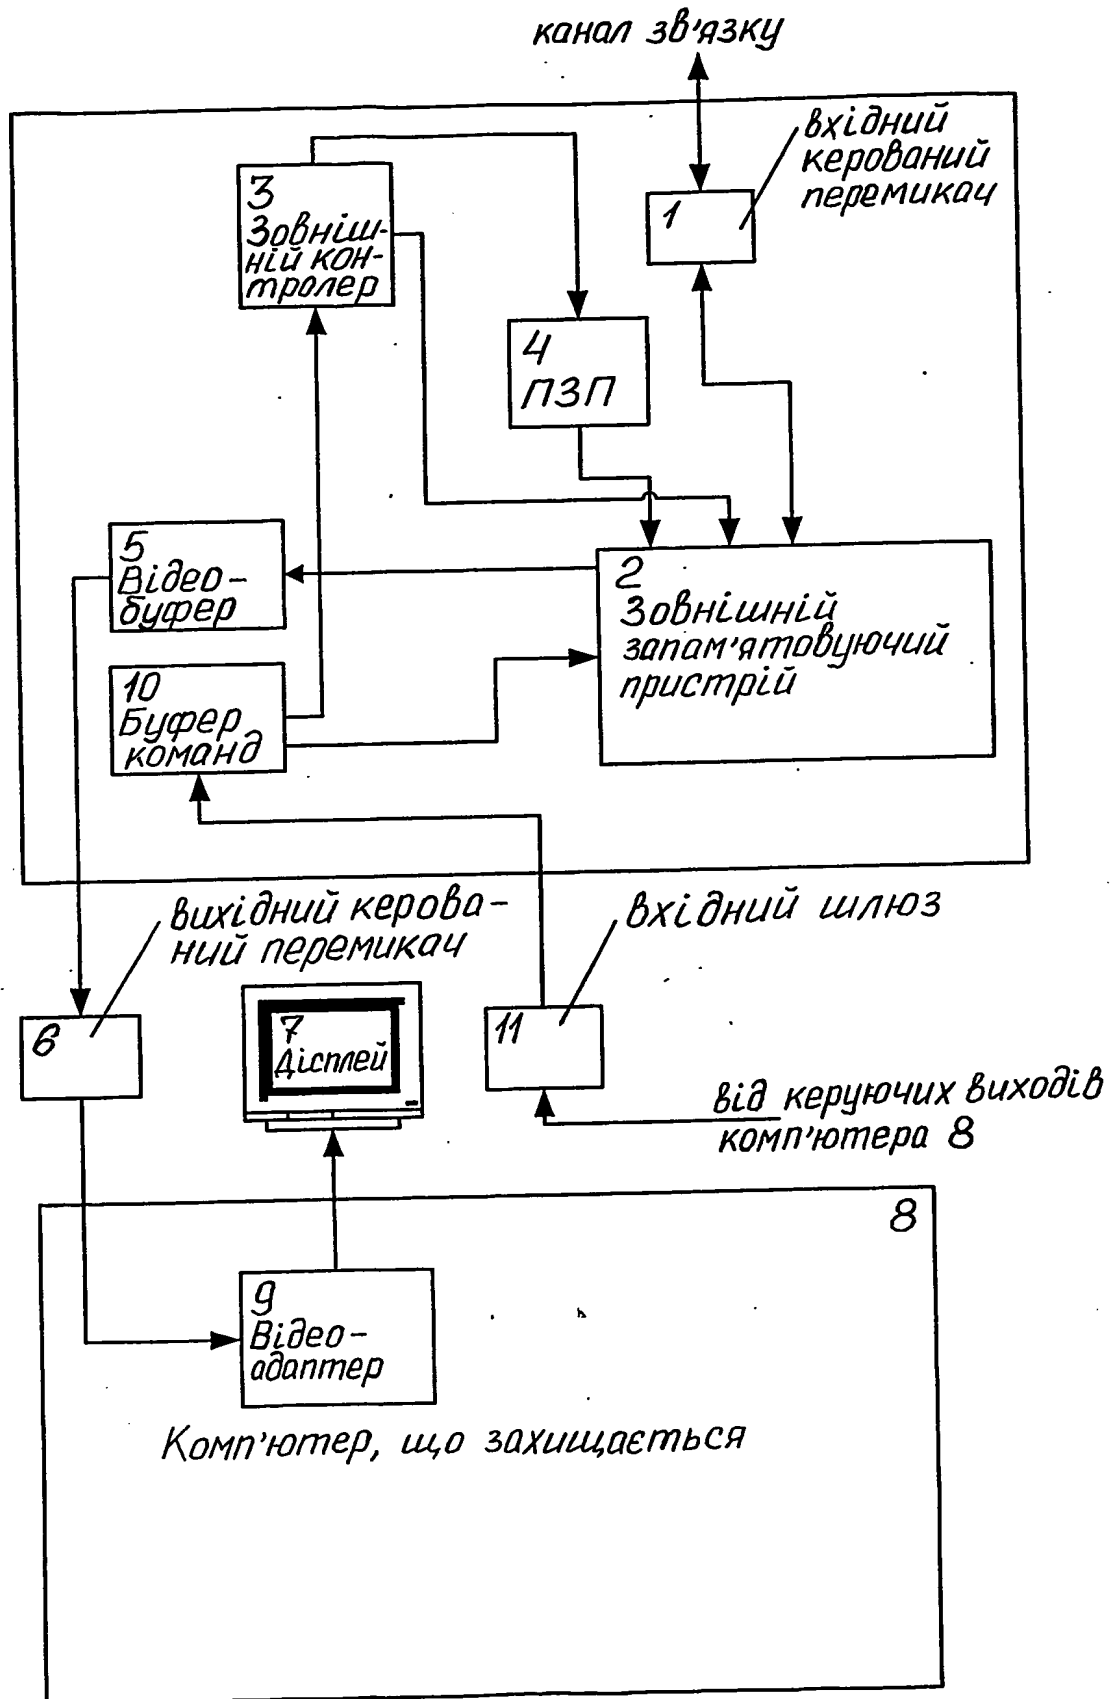 канал зв'язку
вхідний
керований
перемикач
1
3
Зовніш-
ній кон-
тролер
4
ПЗП
5
Відео-
буфер
2
Зовнішній
запам'ятовуючий
пристрій
10
Буфер
команд
вихідний керова-
ний перемикач
вхідний шлюз
6
7
Дісплей
11
від керуючих виходів
комп'ютера 8
8
9
Відео-
адаптер
Комп'ютер, що захищається